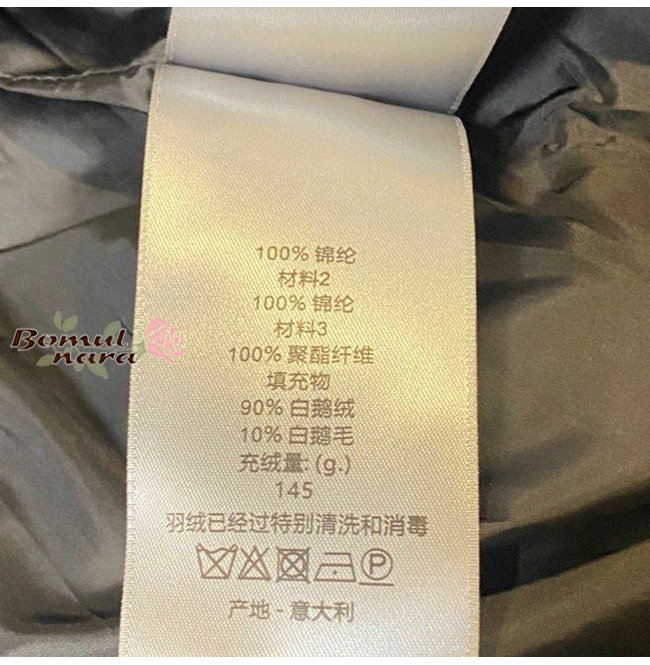 100% 锦纶
材料2
100% 锦纶
材料3
100% 聚酯纤维
填充物
90% 白鹅绒
10% 白鹅毛
充绒量: (g.)
145
羽绒已经过特别清洗和消毒
P
产地 - 意大利
Bomul
nara